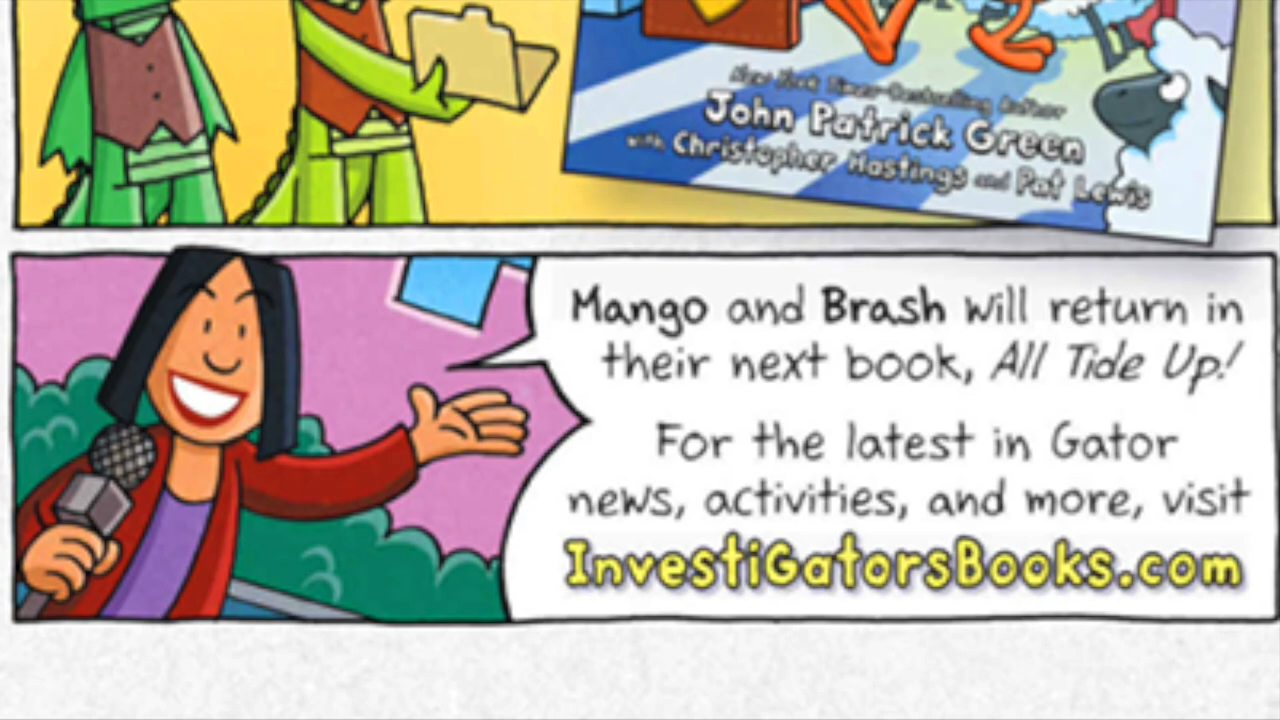 New York Times-Bestselling Author
John Patrick Green
with Christopher Hastings and Pat Lewis
Mango and Brash will return in
their next book, All Tide Up!
For the latest in Gator
news, activities, and more, visit
InvestiGatorsBooks.com